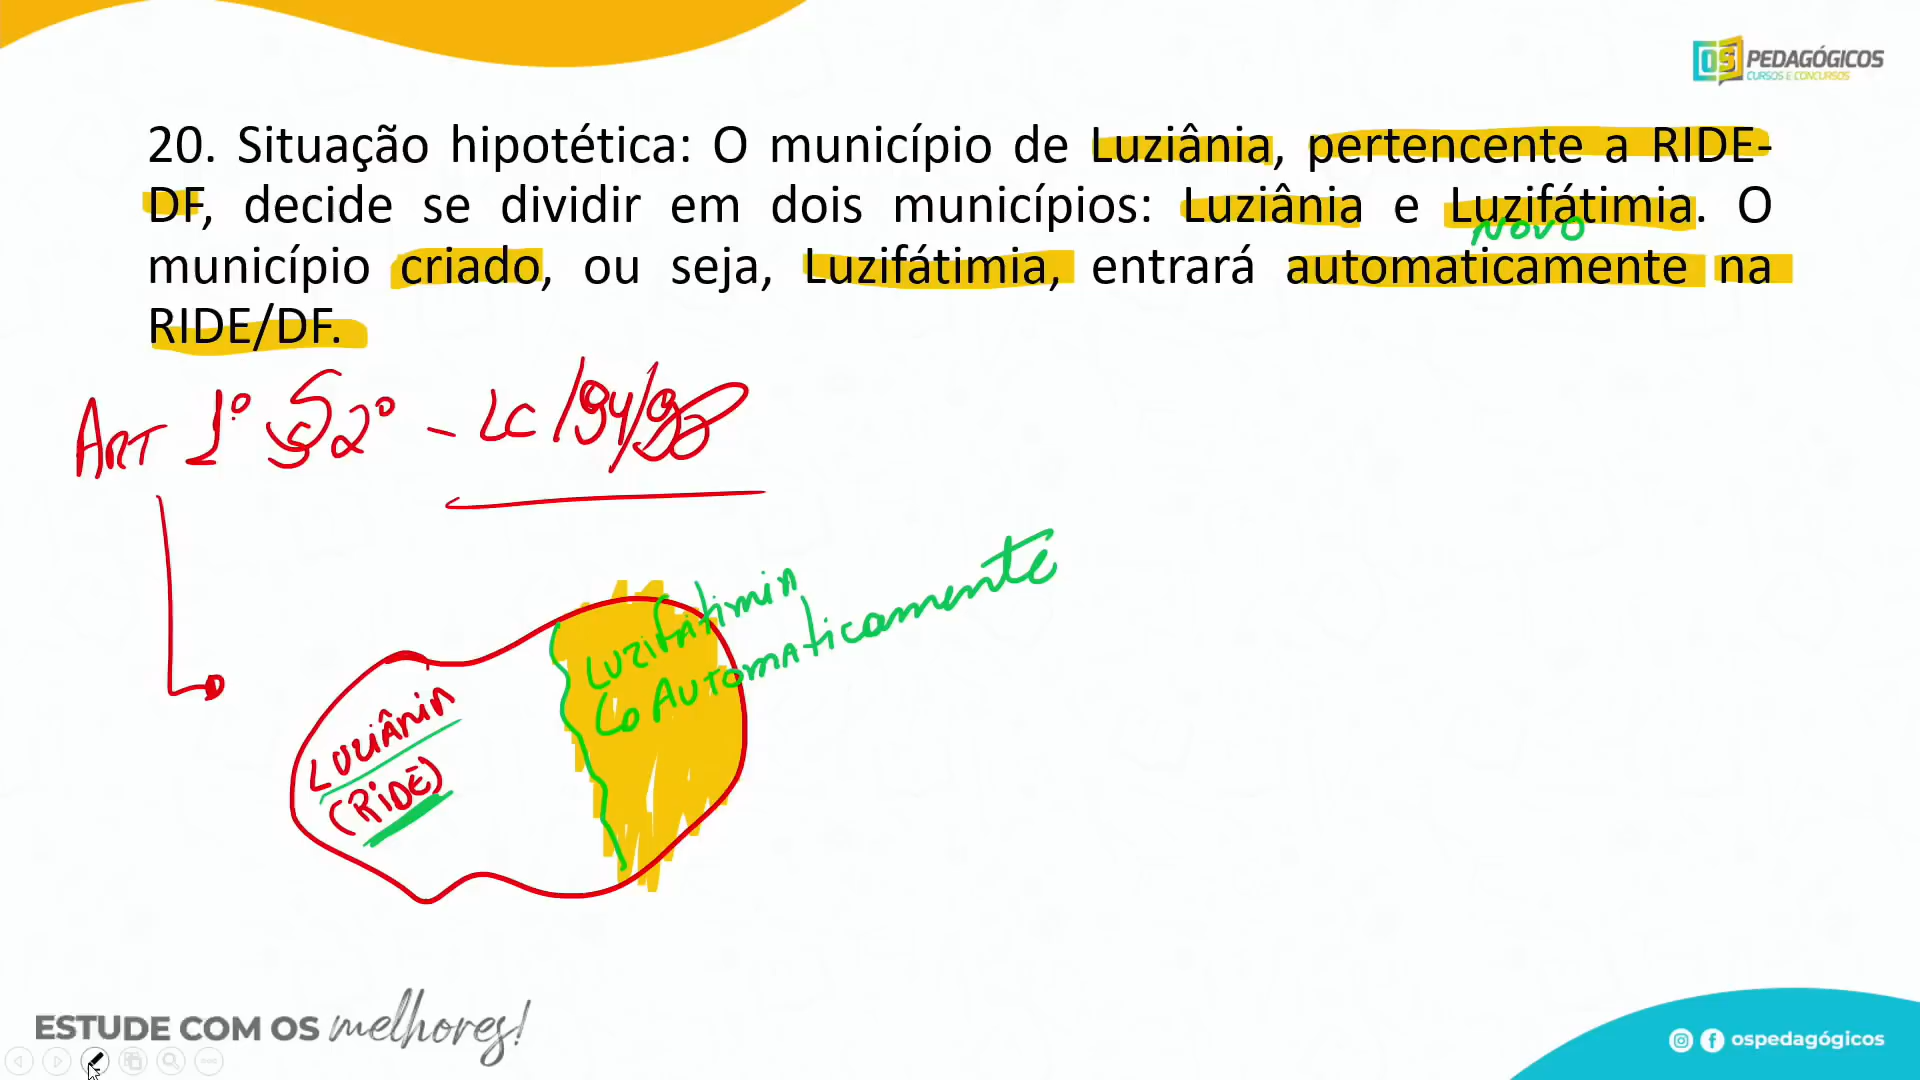 OS PEDAGÓGICOS
CURSOS E CONCURSOS
20. Situação hipotética: O município de Luziânia, pertencente a RIDE-
DF, decide se dividir em dois municípios: Luziânia e Luzifátimia. O
NOVO
município criado, ou seja, Luzifátimia, entrará automaticamente na
RIDE/DF.
ART 1º § 2º - LC /94/98
LUZIFÁTIMIA
AUTOMATICAMENTE
LUZIÂNIA
(RIDE)
ESTUDE COM OS melhores!
ospedagógicos